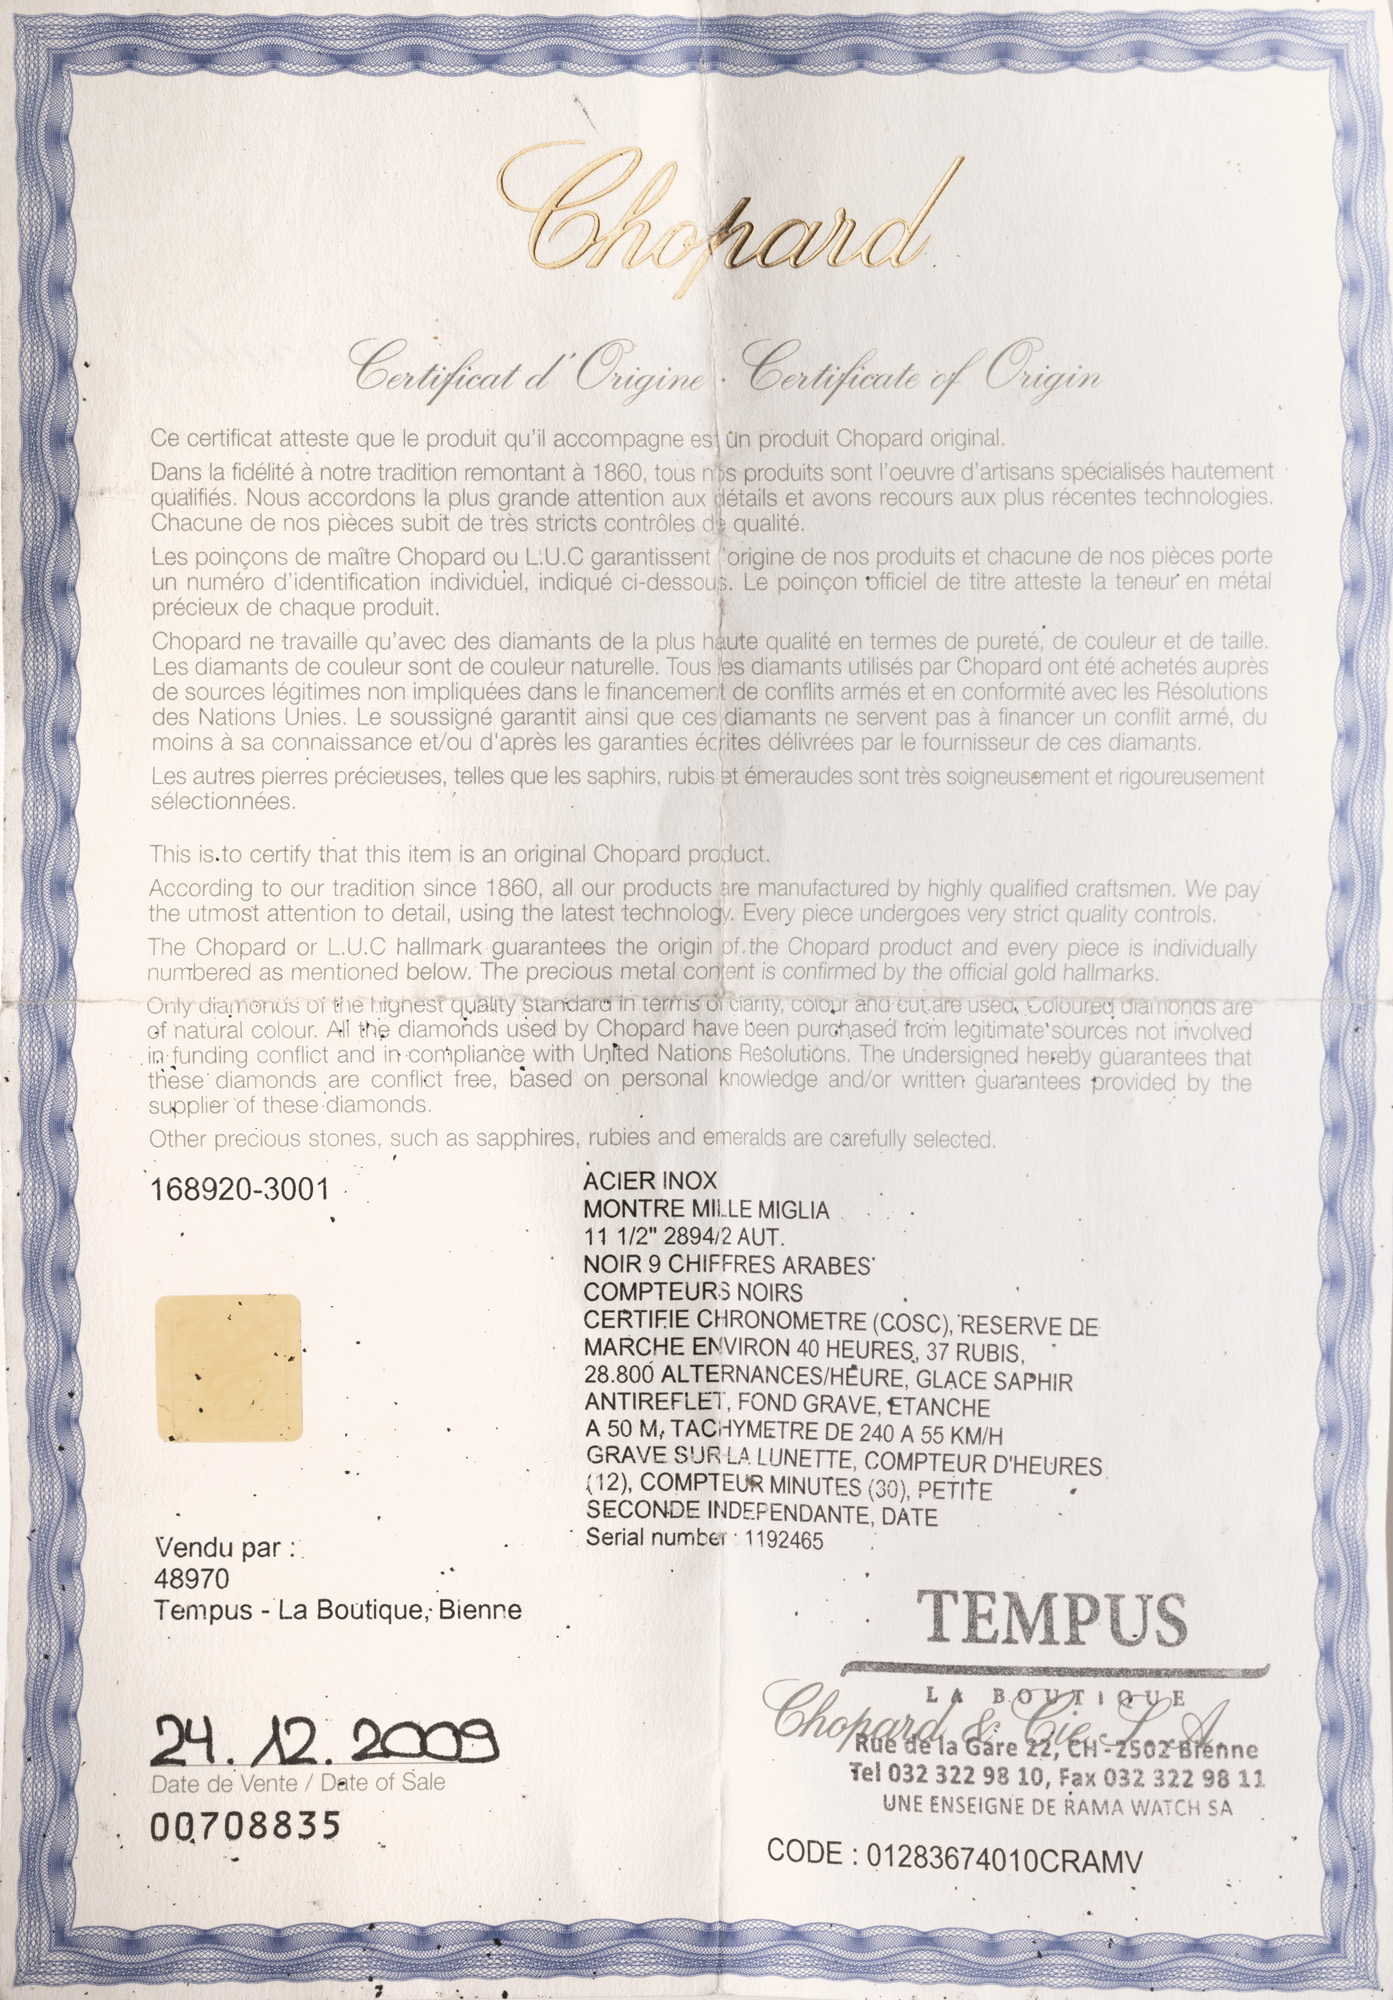 Chopard
Certificat d'Origine · Certificate of Origin
Ce certificat atteste que le produit qu'il accompagne est un produit Chopard original.
Dans la fidélité à notre tradition remontant à 1860, tous nos produits sont l'oeuvre d'artisans spécialisés hautement
qualifiés. Nous accordons la plus grande attention aux détails et avons recours aux plus récentes technologies.
Chacune de nos pièces subit de très stricts contrôles de qualité.
Les poinçons de maître Chopard ou L.U.C garantissent l'origine de nos produits et chacune de nos pièces porte
un numéro d'identification individuel, indiqué ci-dessous. Le poinçon officiel de titre atteste la teneur en métal
précieux de chaque produit.
Chopard ne travaille qu'avec des diamants de la plus haute qualité en termes de pureté, de couleur et de taille.
Les diamants de couleur sont de couleur naturelle. Tous les diamants utilisés par Chopard ont été achetés auprès
de sources légitimes non impliquées dans le financement de conflits armés et en conformité avec les Résolutions
des Nations Unies. Le soussigné garantit ainsi que ces diamants ne servent pas à financer un conflit armé, du
moins à sa connaissance et/ou d'après les garanties écrites délivrées par le fournisseur de ces diamants.
Les autres pierres précieuses, telles que les saphirs, rubis et émeraudes sont très soigneusement et rigoureusement
sélectionnées.
This is to certify that this item is an original Chopard product.
According to our tradition since 1860, all our products are manufactured by highly qualified craftsmen. We pay
the utmost attention to detail, using the latest technology. Every piece undergoes very strict quality controls.
The Chopard or L.U.C hallmark guarantees the origin of the Chopard product and every piece is individually
numbered as mentioned below. The precious metal content is confirmed by the official gold hallmarks.
Only diamonds of the highest quality standard in terms of clarity, colour and cut are used. Coloured diamonds are
of natural colour. All the diamonds used by Chopard have been purchased from legitimate sources not involved
in funding conflict and in compliance with United Nations Resolutions. The undersigned hereby guarantees that
these diamonds are conflict free, based on personal knowledge and/or written guarantees provided by the
supplier of these diamonds.
Other precious stones, such as sapphires, rubies and emeralds are carefully selected.
168920-3001
ACIER INOX
MONTRE MILLE MIGLIA
11 1/2" 2894/2 AUT.
NOIR 9 CHIFFRES ARABES
COMPTEURS NOIRS
CERTIFIE CHRONOMETRE (COSC), RESERVE DE
MARCHE ENVIRON 40 HEURES, 37 RUBIS,
28.800 ALTERNANCES/HEURE, GLACE SAPHIR
ANTIREFLET, FOND GRAVE, ETANCHE
A 50 M, TACHYMETRE DE 240 A 55 KM/H
GRAVE SUR LA LUNETTE, COMPTEUR D'HEURES
(12), COMPTEUR MINUTES (30), PETITE
SECONDE INDEPENDANTE, DATE
Serial number : 1192465
Vendu par :
48970
Tempus - La Boutique, Bienne
TEMPUS
LA BOUTIQUE
Chopard & Cie S.A.
Rue de la Gare 22, CH-2502 Bienne
Tel 032 322 98 10, Fax 032 322 98 11
UNE ENSEIGNE DE RAMA WATCH SA
24.12.2009
Date de Vente / Date of Sale
00708835
CODE : 01283674010CRAMV